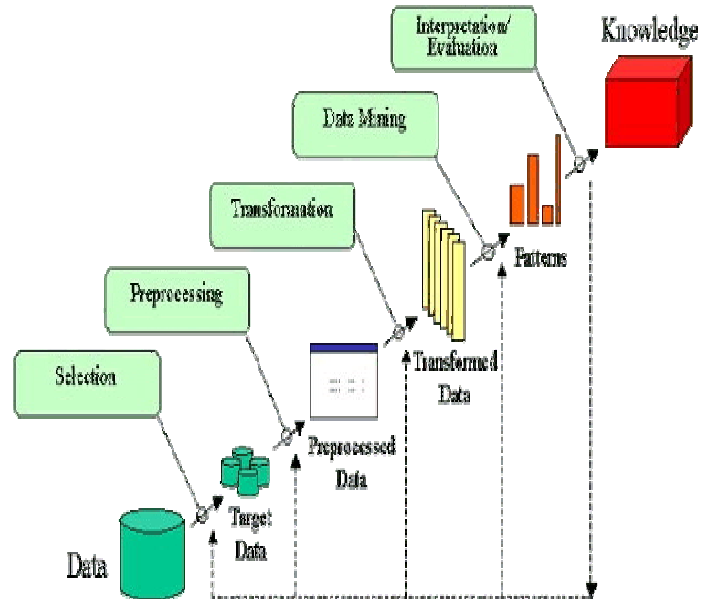 Interpretation/
Evaluation
Knowledge
Data Mining
Patterns
Transformation
Transformed
Data
Preprocessing
Preprocessed
Data
Selection
Target
Data
Data